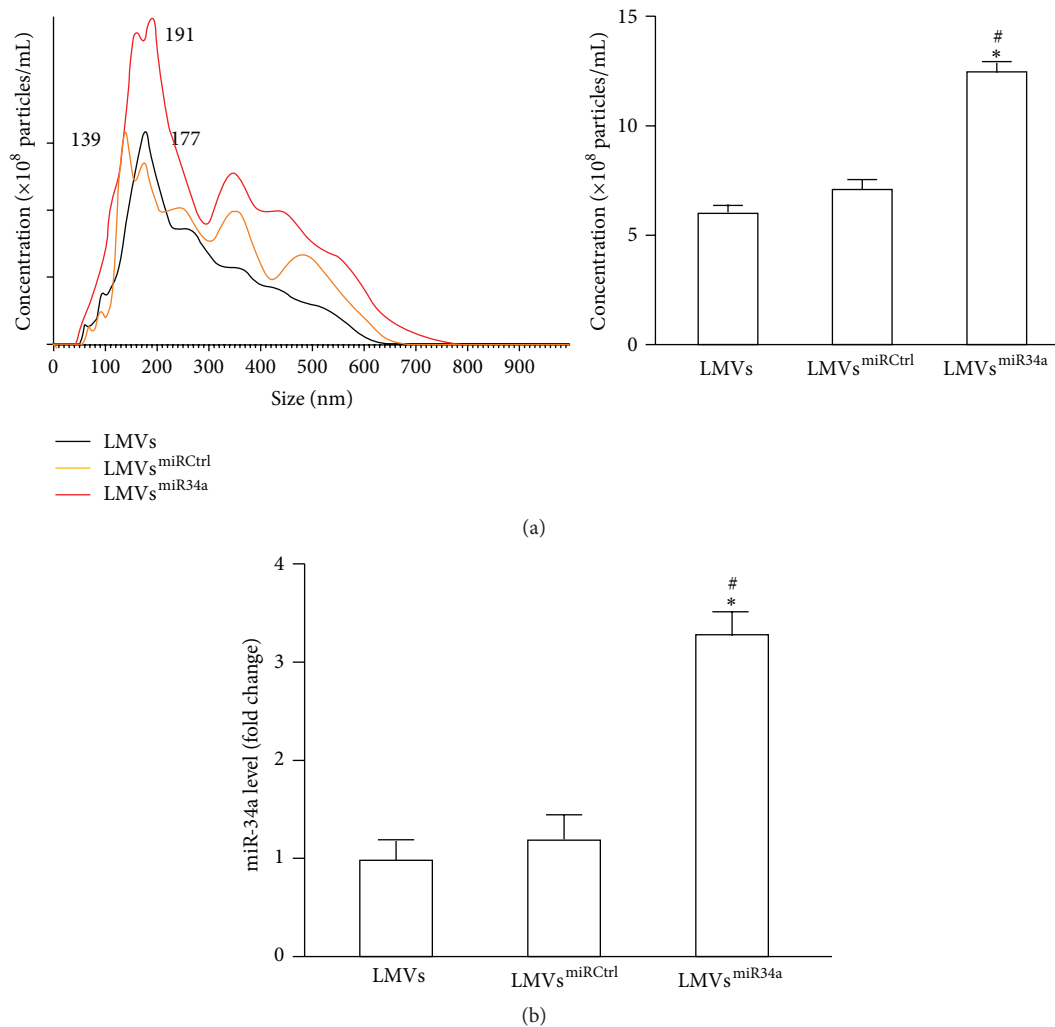 Concentration (×10⁸ particles/mL)
139
191
177
0 100 200 300 400 500 600 700 800 900
Size (nm)
LMVs
LMVs^miRCtrl
LMVs^miR34a
Concentration (×10⁸ particles/mL)
15
10
5
0
#
*
LMVs LMVs^miRCtrl LMVs^miR34a
(a)
miR-34a level (fold change)
4
3
2
1
0
#
*
LMVs LMVs^miRCtrl LMVs^miR34a
(b)